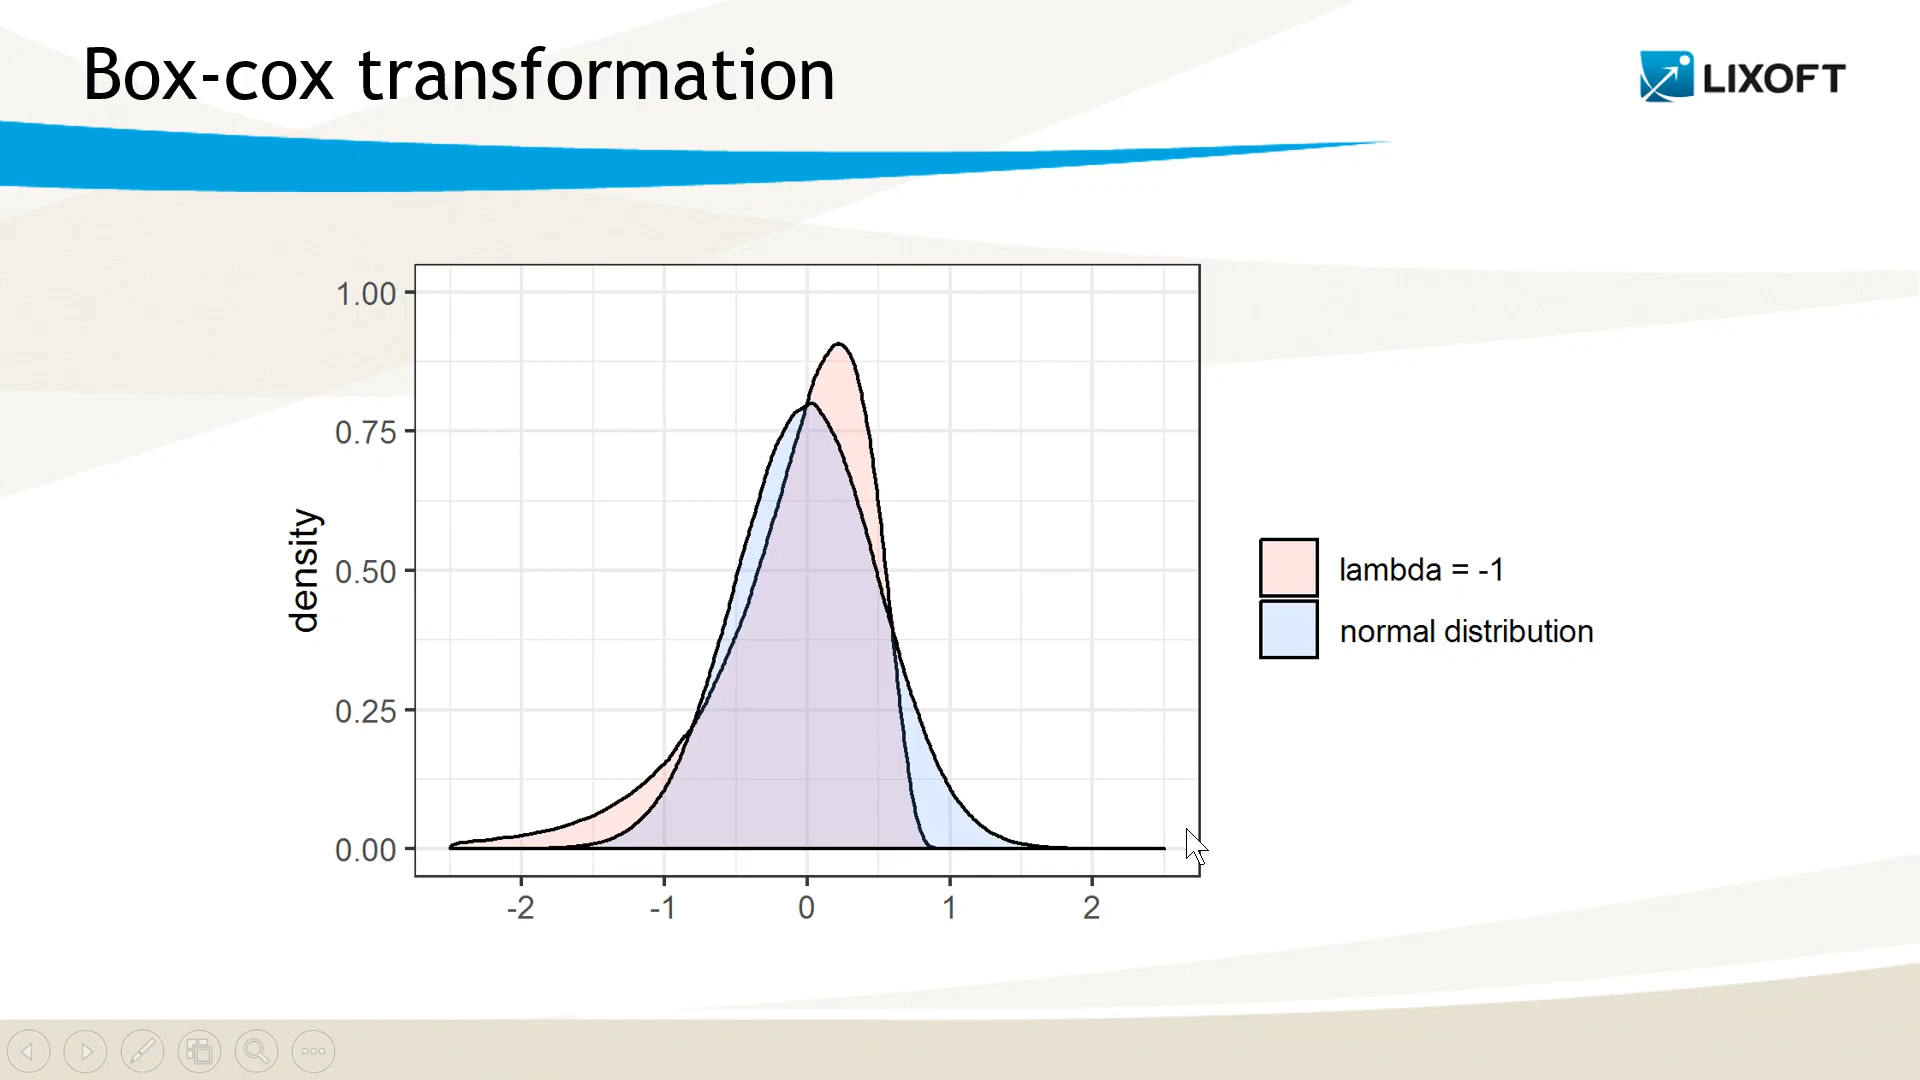 Box-cox transformation
LIXOFT
1.00
0.75
0.50
0.25
0.00
density
-2 -1 0 1 2
lambda = -1
normal distribution